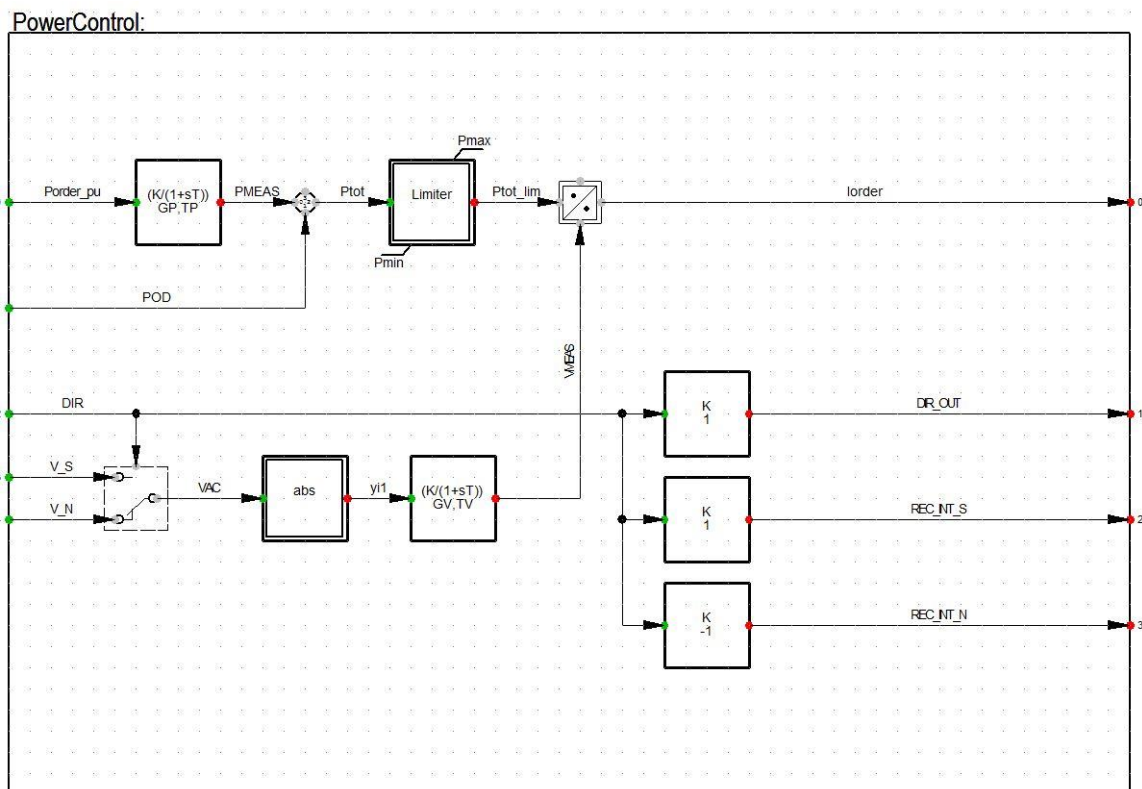 PowerControl:
Pmax
Porder_pu
(K/(1+sT))
GP,TP
PMEAS
Ptot
Limiter
Ptot_lim
Iorder
0
Pmin
POD
VMEAS
DIR
K
1
DIR_OUT
1
V_S
VAC
abs
yi1
(K/(1+sT))
GV,TV
V_N
K
1
REC_INT_S
2
K
-1
REC_INT_N
3